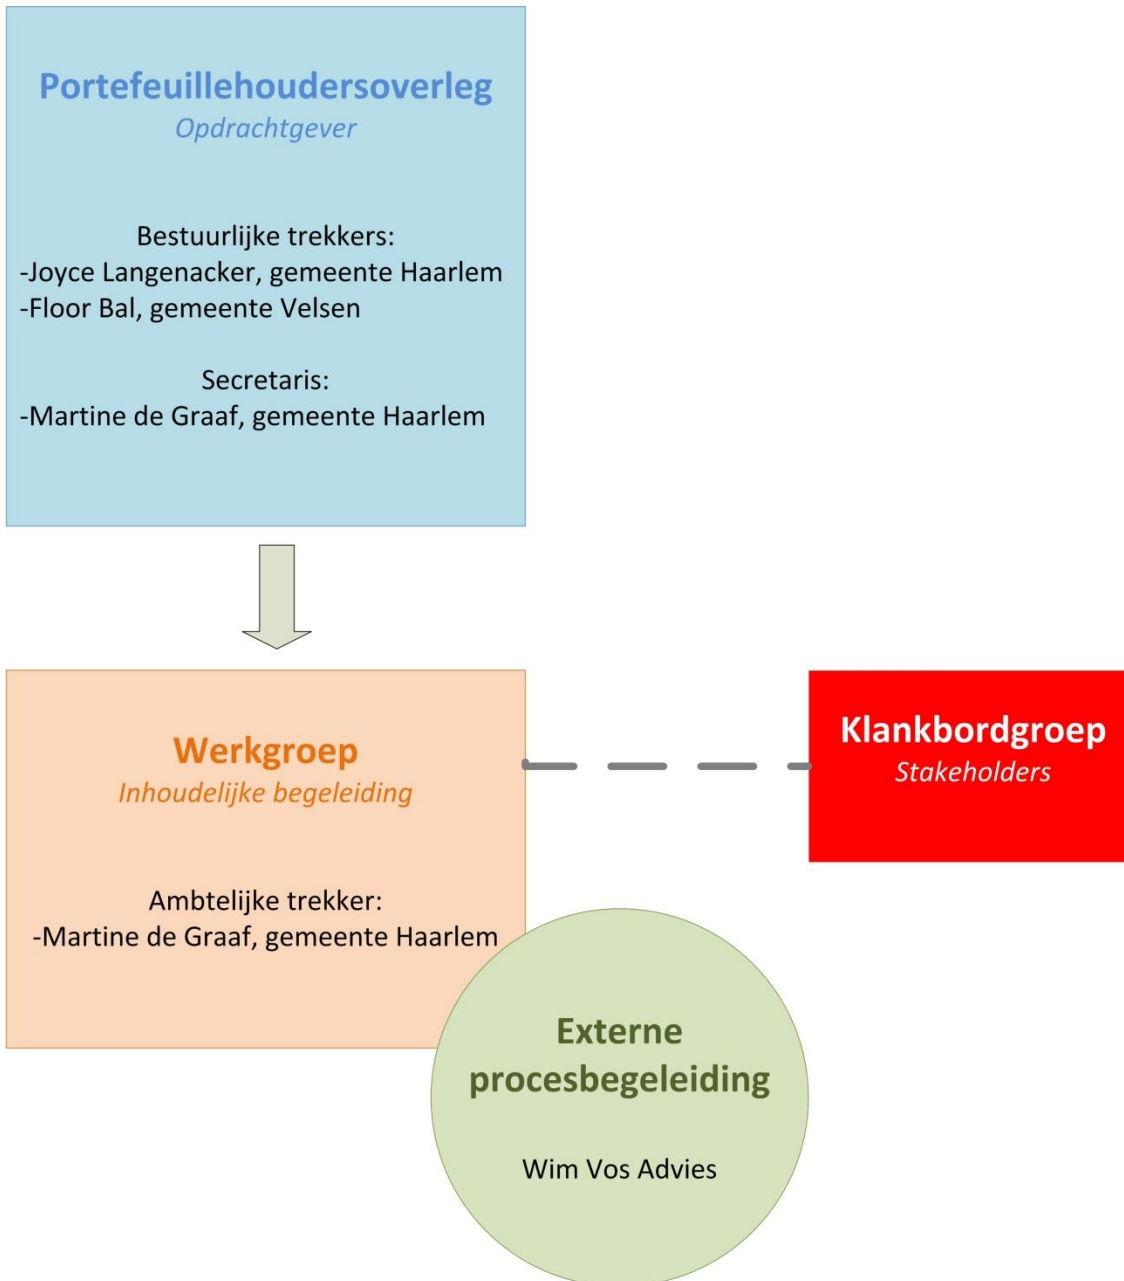 Portefeuillehoudersoverleg
Opdrachtgever
Bestuurlijke trekkers:
-Joyce Langenacker, gemeente Haarlem
-Floor Bal, gemeente Velsen
Secretaris:
-Martine de Graaf, gemeente Haarlem
Werkgroep
Inhoudelijke begeleiding
Ambtelijke trekker:
-Martine de Graaf, gemeente Haarlem
Klankbordgroep
Stakeholders
Externe
procesbegeleiding
Wim Vos Advies